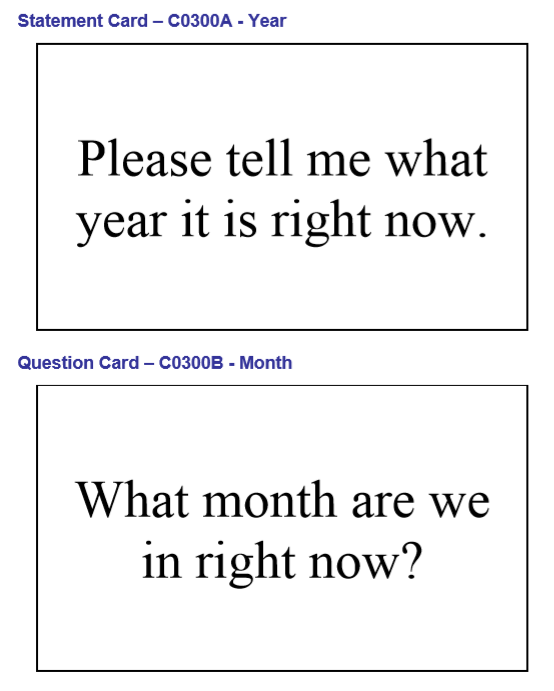 Statement Card – C0300A - Year
Please tell me what
year it is right now.
Question Card – C0300B - Month
What month are we
in right now?